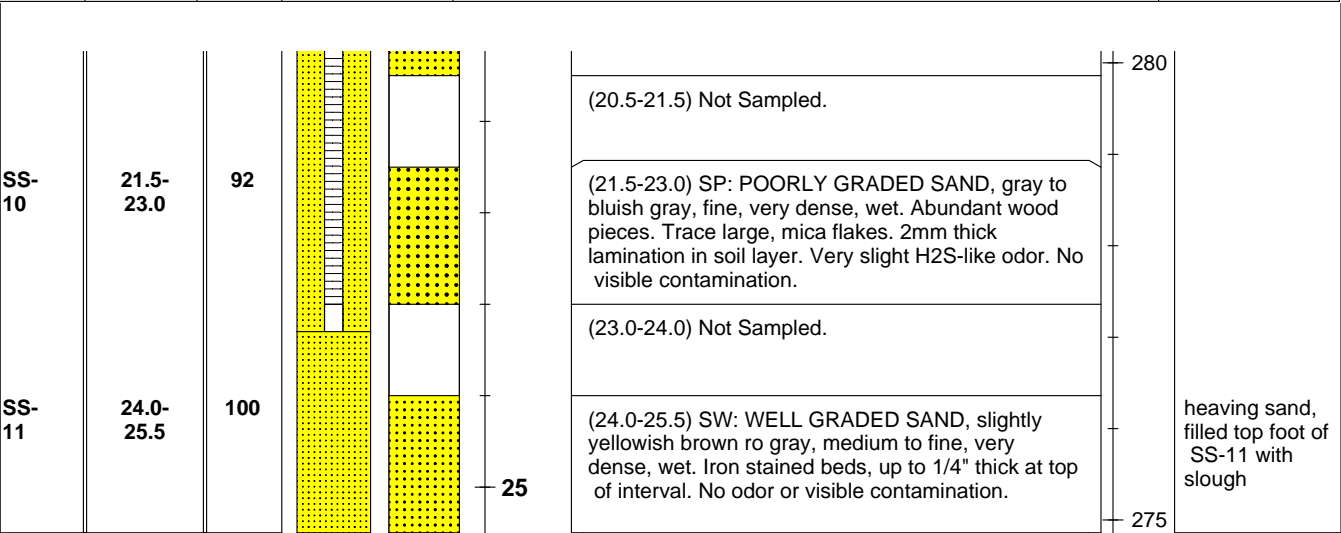 280
(20.5-21.5) Not Sampled.
SS-
10
21.5-
23.0
92
(21.5-23.0) SP: POORLY GRADED SAND, gray to
bluish gray, fine, very dense, wet. Abundant wood
pieces. Trace large, mica flakes. 2mm thick
lamination in soil layer. Very slight H2S-like odor. No
visible contamination.
(23.0-24.0) Not Sampled.
SS-
11
24.0-
25.5
100
(24.0-25.5) SW: WELL GRADED SAND, slightly
yellowish brown ro gray, medium to fine, very
dense, wet. Iron stained beds, up to 1/4" thick at top
of interval. No odor or visible contamination.
heaving sand,
filled top foot of
SS-11 with
slough
25
275